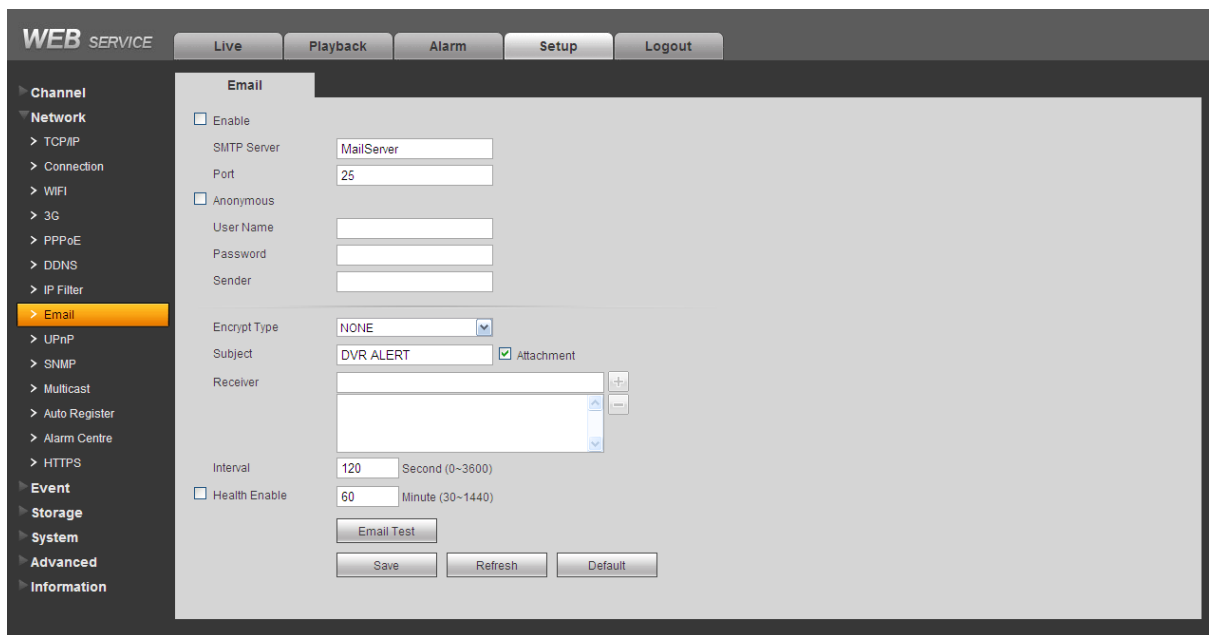 WEB SERVICE
Live Playback Alarm Setup Logout
Channel
Network
> TCP/IP
> Connection
> WIFI
> 3G
> PPPoE
> DDNS
> IP Filter
> Email
> UPnP
> SNMP
> Multicast
> Auto Register
> Alarm Centre
> HTTPS
Event
Storage
System
Advanced
Information
Email
Enable
SMTP Server MailServer
Port 25
Anonymous
User Name
Password
Sender
Encrypt Type NONE
Subject DVR ALERT Attachment
Receiver
Interval 120 Second (0~3600)
Health Enable 60 Minute (30~1440)
Email Test
Save Refresh Default